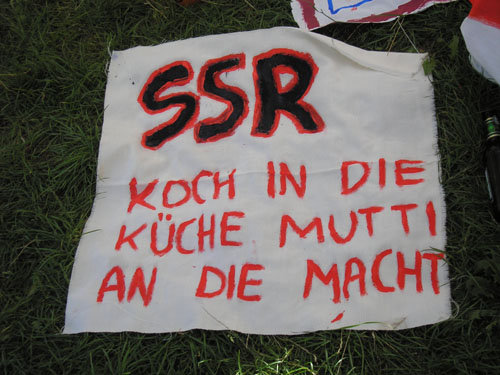 SSR
KOCH IN DIE
KÜCHE MUTTI
AN DIE MACHT